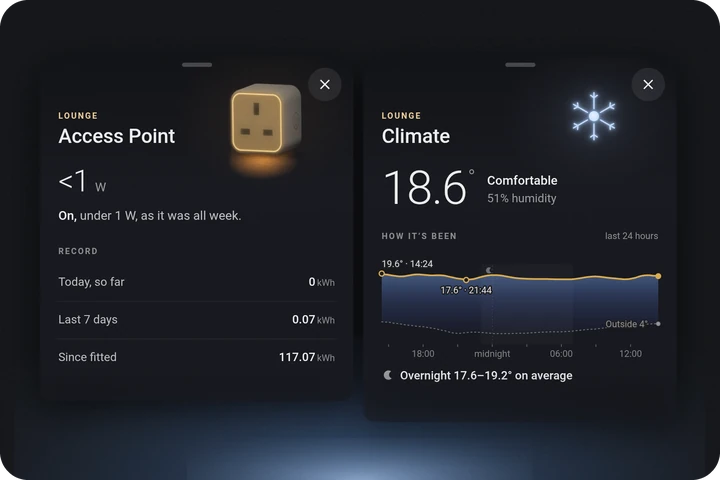 LOUNGE
Access Point
<1 W
On, under 1 W, as it was all week.
RECORD
Today, so far 0 kWh
Last 7 days 0.07 kWh
Since fitted 117.07 kWh
LOUNGE
Climate
18.6°
Comfortable
51% humidity
HOW IT'S BEEN last 24 hours
19.6° · 14:24
17.6° · 21:44
Outside 4°
18:00 midnight 06:00 12:00
Overnight 17.6–19.2° on average